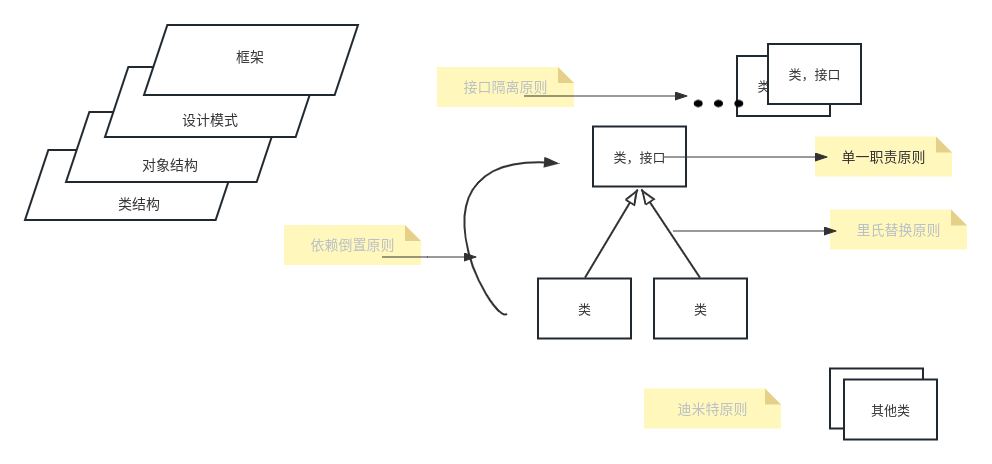 框架
设计模式
对象结构
类结构
接口隔离原则
类
类，接口
类，接口
单一职责原则
里氏替换原则
依赖倒置原则
类
类
迪米特原则
其他类